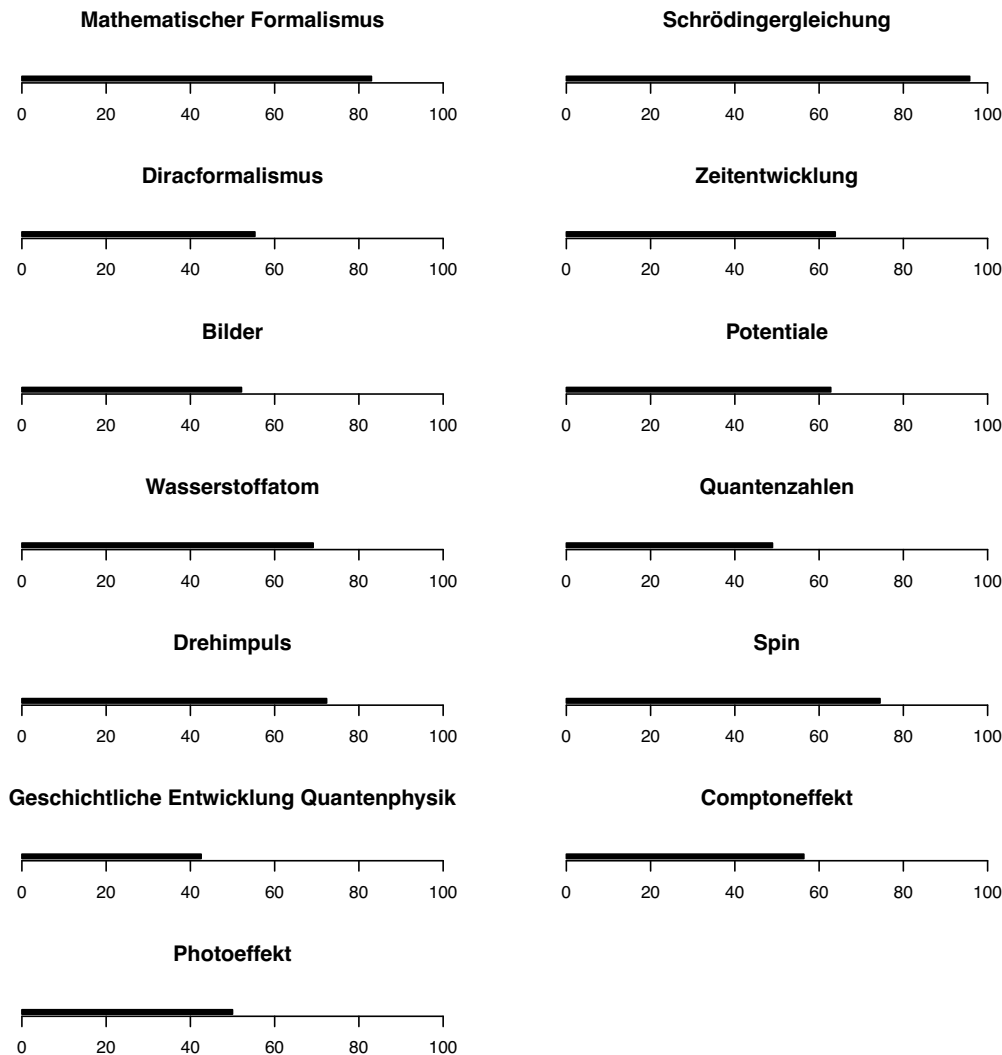 Mathematischer Formalismus
0 20 40 60 80 100
Schrödingergleichung
0 20 40 60 80 100
Diracformalismus
0 20 40 60 80 100
Zeitentwicklung
0 20 40 60 80 100
Bilder
0 20 40 60 80 100
Potentiale
0 20 40 60 80 100
Wasserstoffatom
0 20 40 60 80 100
Quantenzahlen
0 20 40 60 80 100
Drehimpuls
0 20 40 60 80 100
Spin
0 20 40 60 80 100
Geschichtliche Entwicklung Quantenphysik
0 20 40 60 80 100
Comptoneffekt
0 20 40 60 80 100
Photoeffekt
0 20 40 60 80 100